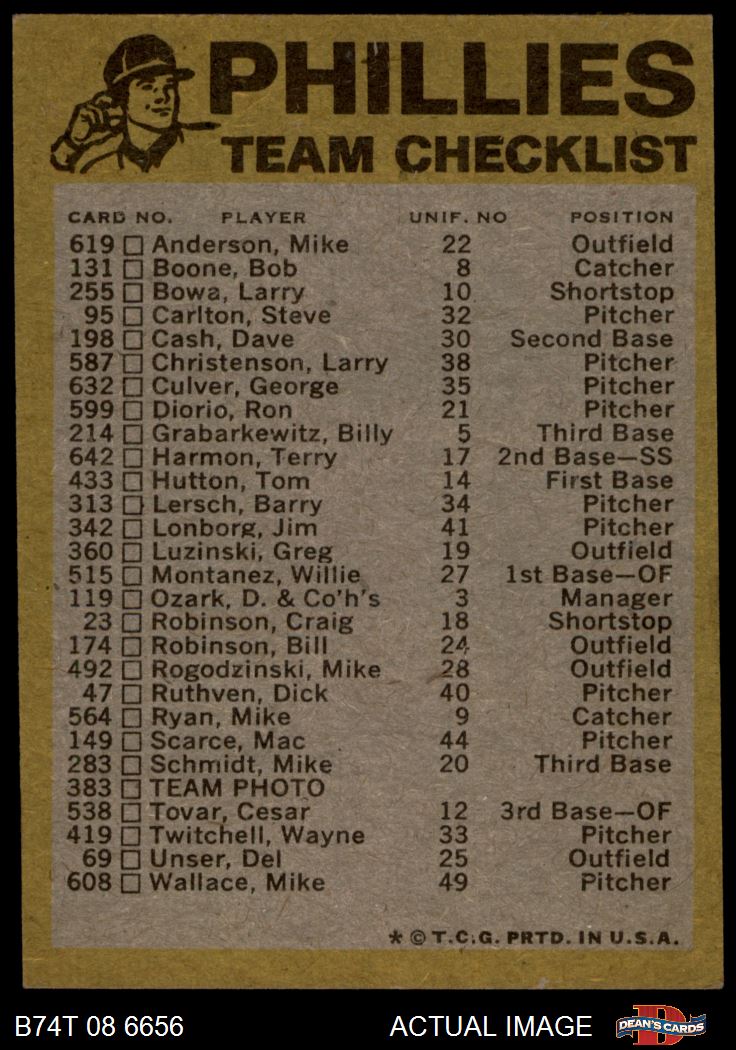 PHILLIES
TEAM CHECKLIST
CARD NO. PLAYER UNIF. NO POSITION
619 Anderson, Mike 22 Outfield
131 Boone, Bob 8 Catcher
255 Bowa, Larry 10 Shortstop
95 Carlton, Steve 32 Pitcher
198 Cash, Dave 30 Second Base
587 Christenson, Larry 38 Pitcher
632 Culver, George 35 Pitcher
599 Diorio, Ron 21 Pitcher
214 Grabarkewitz, Billy 5 Third Base
642 Harmon, Terry 17 2nd Base—SS
433 Hutton, Tom 14 First Base
313 Lersch, Barry 34 Pitcher
342 Lonborg, Jim 41 Pitcher
360 Luzinski, Greg 19 Outfield
515 Montanez, Willie 27 1st Base—OF
119 Ozark, D. & Co'h's 3 Manager
23 Robinson, Craig 18 Shortstop
174 Robinson, Bill 24 Outfield
492 Rogodzinski, Mike 28 Outfield
47 Ruthven, Dick 40 Pitcher
564 Ryan, Mike 9 Catcher
149 Scarce, Mac 44 Pitcher
283 Schmidt, Mike 20 Third Base
383 TEAM PHOTO
538 Tovar, Cesar 12 3rd Base—OF
419 Twitchell, Wayne 33 Pitcher
69 Unser, Del 25 Outfield
608 Wallace, Mike 49 Pitcher
* © T.C.G. PRTD. IN U.S.A.
B74T 08 6656 ACTUAL IMAGE D DEAN'S CARDS